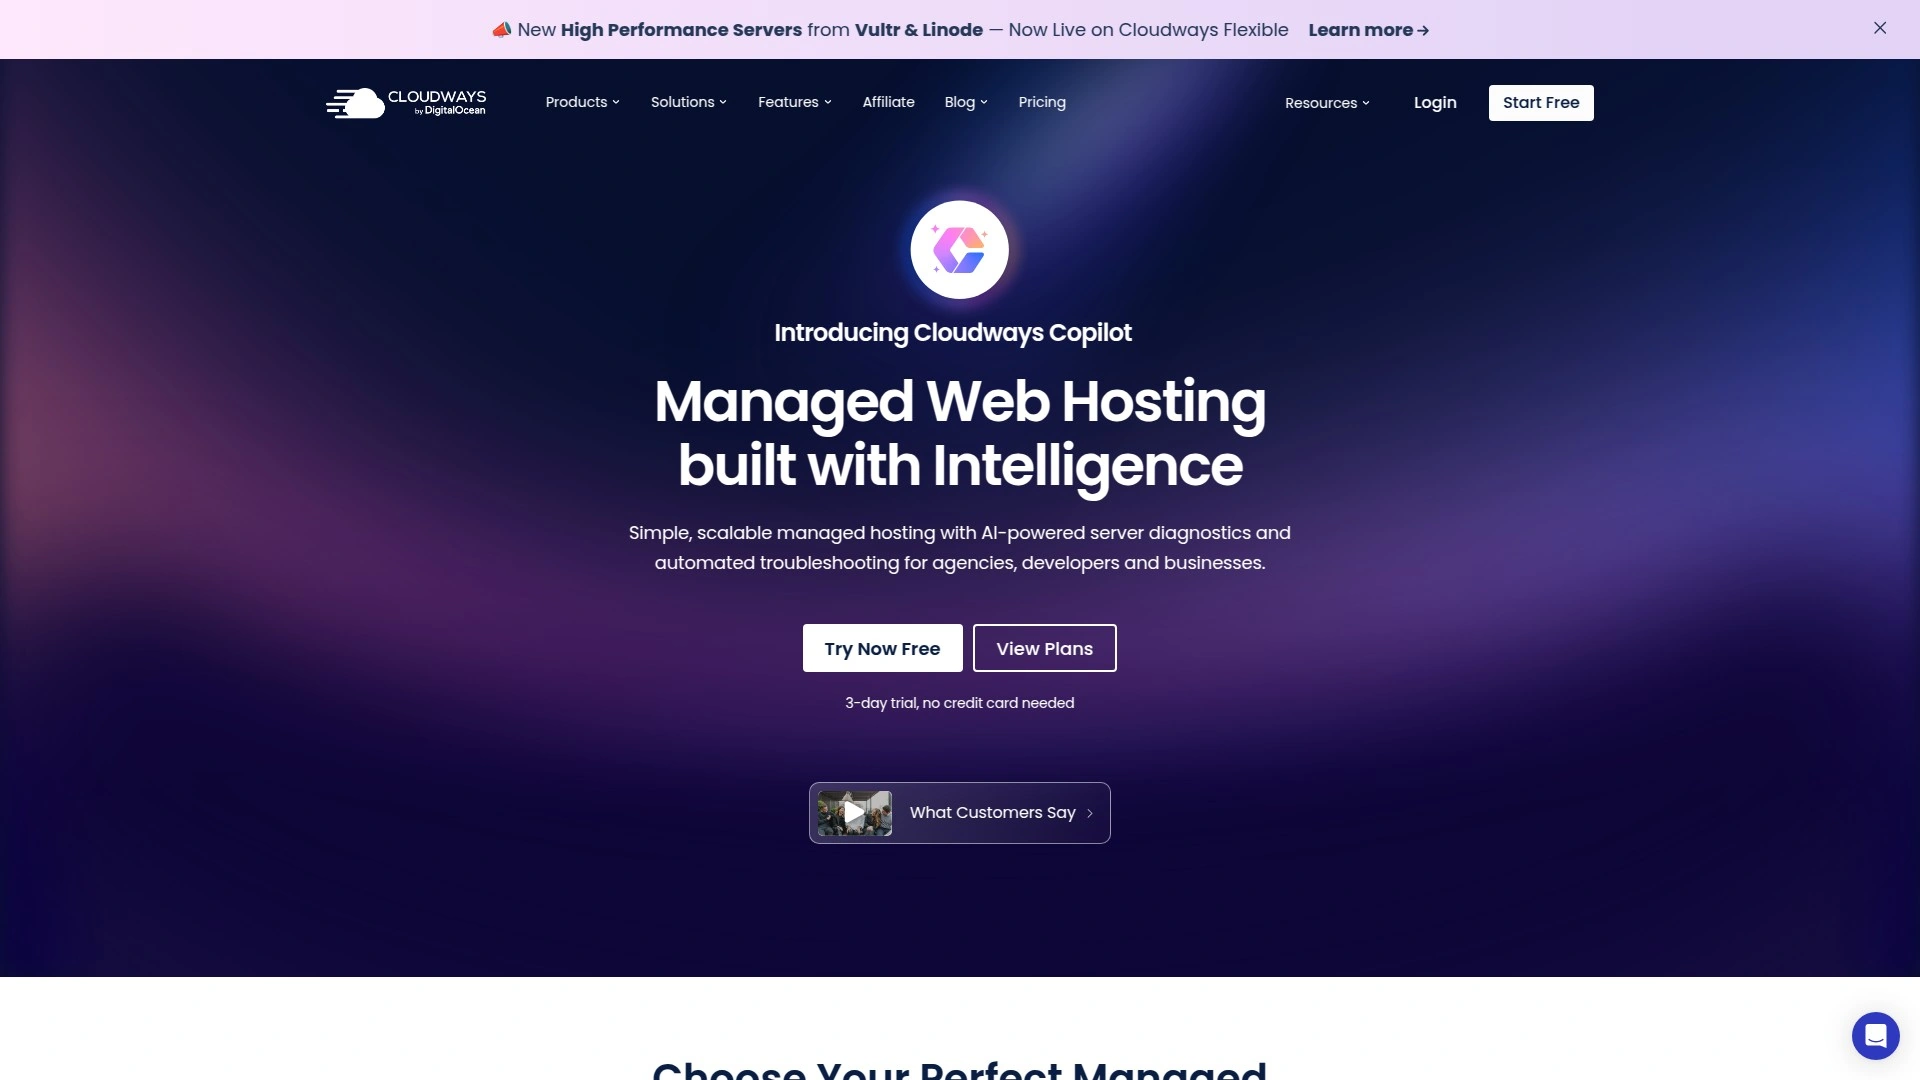 📣 New High Performance Servers from Vultr & Linode — Now Live on Cloudways Flexible Learn more →
CLOUDWAYS
by DigitalOcean
Products
Solutions
Features
Affiliate
Blog
Pricing
Resources
Login
Start Free
Introducing Cloudways Copilot
Managed Web Hosting
built with Intelligence
Simple, scalable managed hosting with AI-powered server diagnostics and
automated troubleshooting for agencies, developers and businesses.
Try Now Free
View Plans
3-day trial, no credit card needed
What Customers Say
Choose Your Perfect Managed